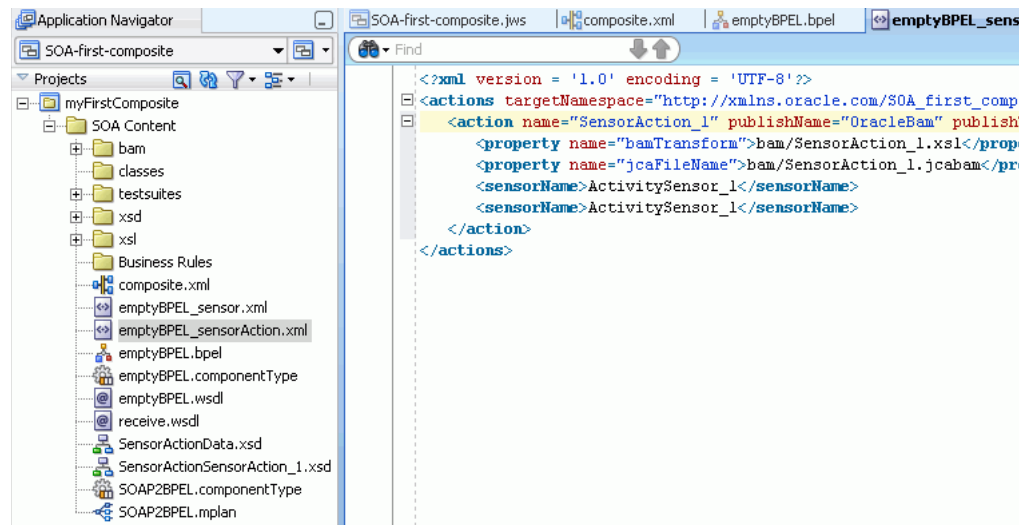 Application Navigator
SOA-first-composite
Projects
myFirstComposite
SOA Content
bam
classes
testsuites
xsd
xsl
Business Rules
composite.xml
emptyBPEL_sensor.xml
emptyBPEL_sensorAction.xml
emptyBPEL.bpel
emptyBPEL.componentType
emptyBPEL.wsdl
receive.wsdl
SensorActionData.xsd
SensorActionSensorAction_1.xsd
SOAP2BPEL.componentType
SOAP2BPEL.mplan
SOA-first-composite.jws composite.xml emptyBPEL.bpel emptyBPEL_sens
Find
<?xml version = '1.0' encoding = 'UTF-8'?>
<actions targetNamespace="http://xmlns.oracle.com/SOA_first_comp
<action name="SensorAction_1" publishName="OracleBam" publish
<property name="bamTransform">bam/SensorAction_1.xsl</prope
<property name="jcaFileName">bam/SensorAction_1.jcabam</pr
<sensorName>ActivitySensor_1</sensorName>
<sensorName>ActivitySensor_1</sensorName>
</action>
</actions>